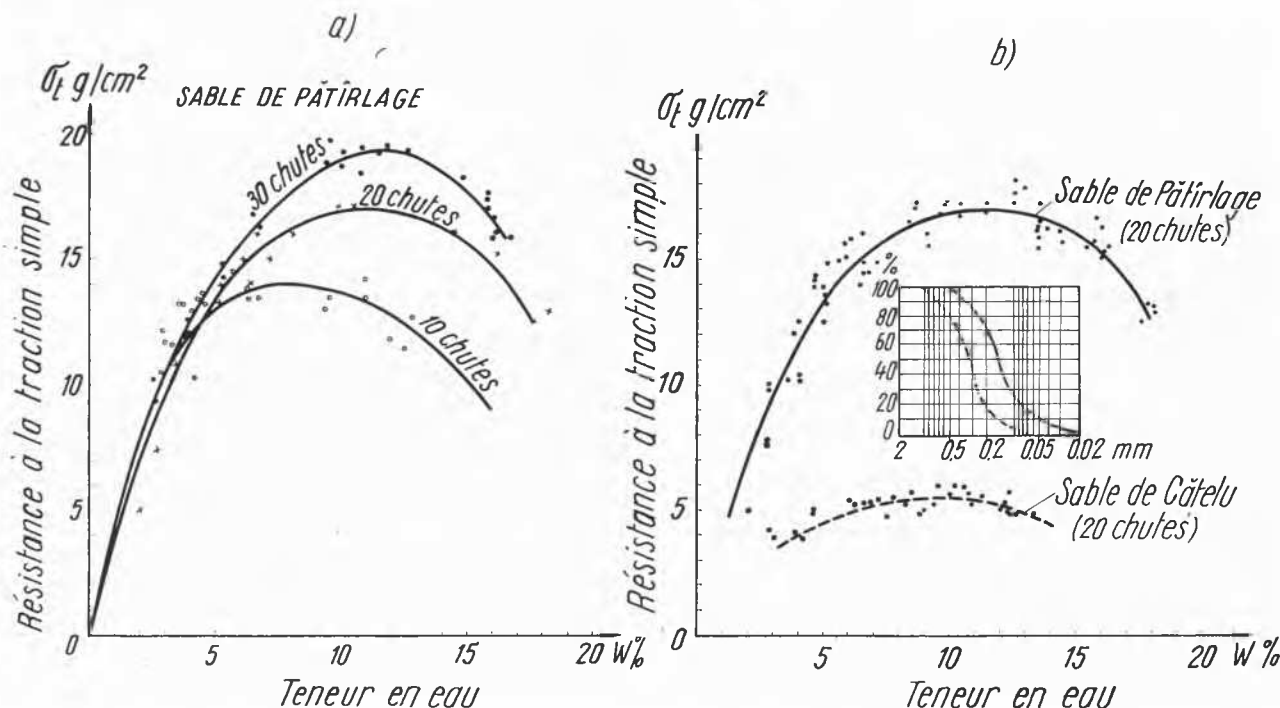 a)
σt g/cm²
SABLE DE PĂTÎRLAGE
20
15
10
5
0
30 chutes
20 chutes
10 chutes
Résistance à la traction simple
5
10
15
20 W%
Teneur en eau
b)
σt g/cm²
15
10
5
0
Résistance à la traction simple
Sable de Pătîrlage
(20 chutes)
%
100
80
60
40
20
0
2
0,5
0,2
0,05
0.02 mm
Sable de Cătelu
(20 chutes)
5
10
15
20 W%
Teneur en eau